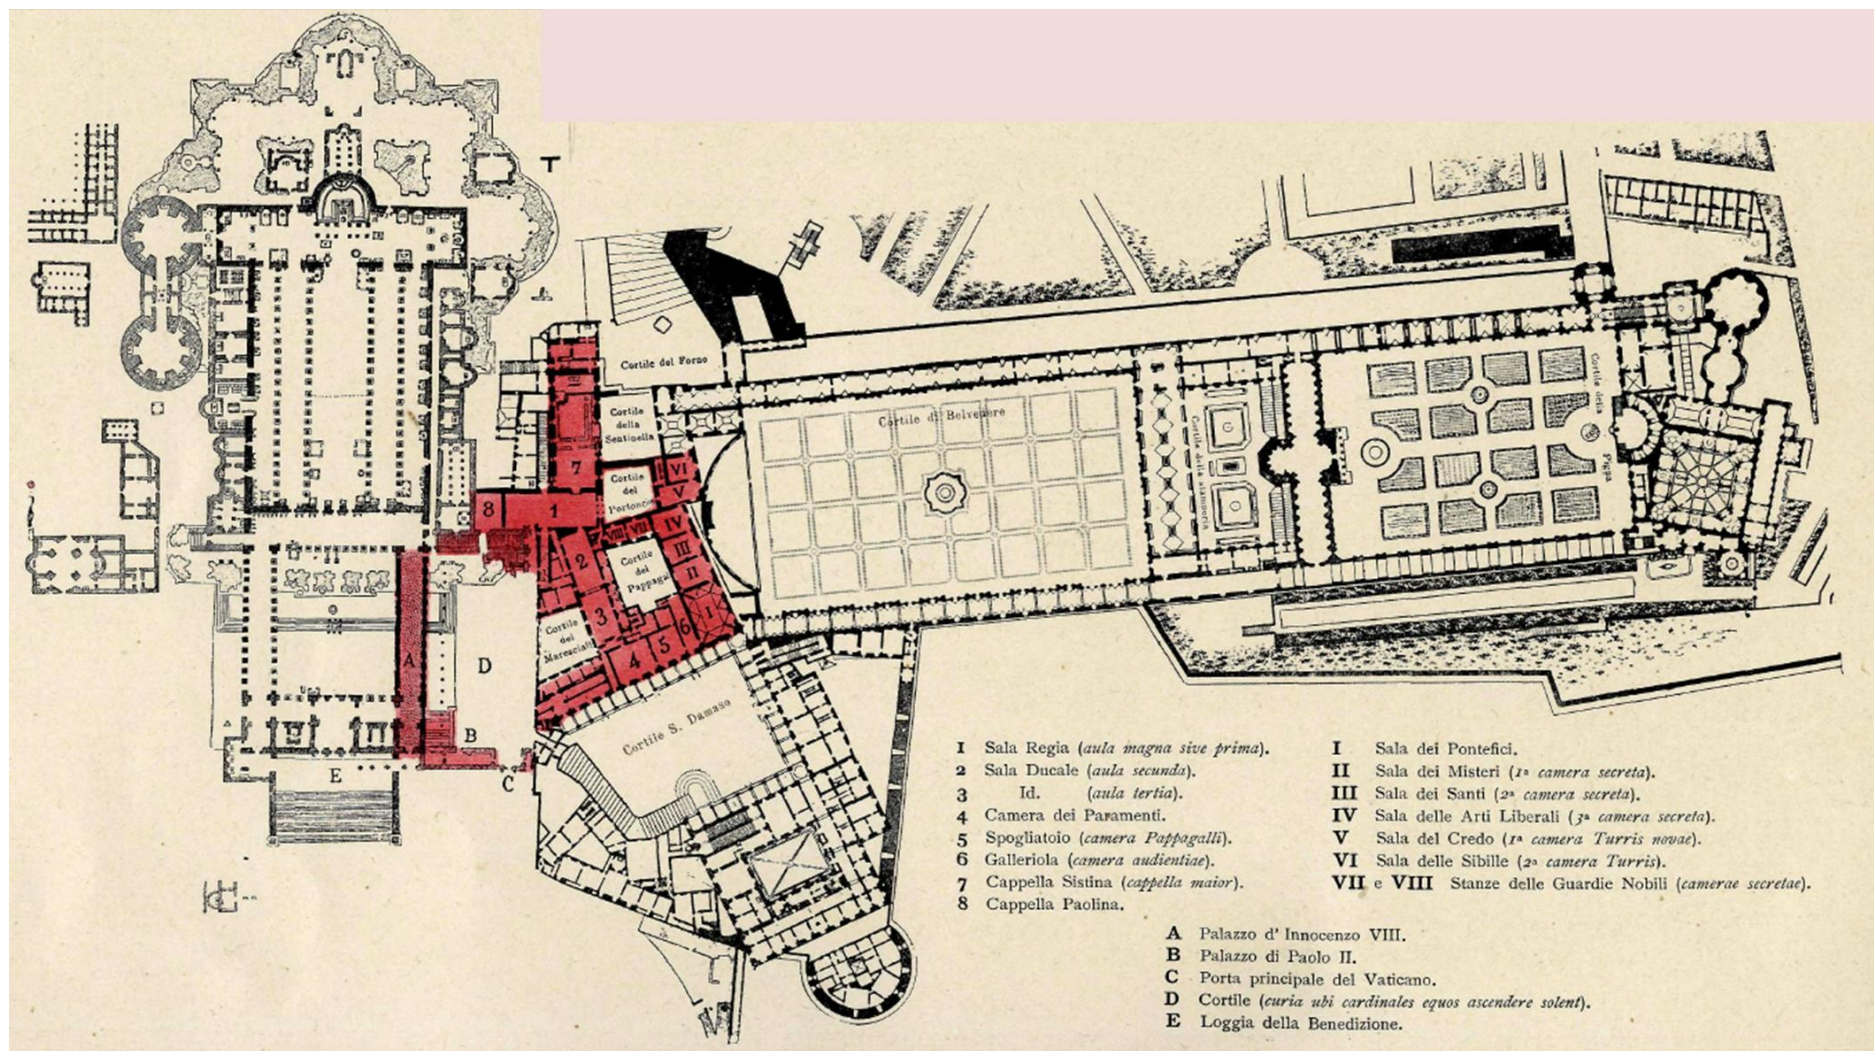 Cortile del Forno
Cortile
della
Sentinella
Cortile di Belvedere
Cortile della
Pigna
VI
7
Cortile
del
V
8
1
VIII
VII
IV
2
Cortile
dei
III
II
3
I
6
5
4
Cortile
del
A
D
B
C
E
Cortile S. Damaso
1 Sala Regia (aula magna sive prima).
2 Sala Ducale (aula secunda).
3 Id. (aula tertia).
4 Camera dei Paramenti.
5 Spogliatoio (camera Pappagalli).
6 Galleriola (camera audientiae).
7 Cappella Sistina (cappella maior).
8 Cappella Paolina.
I Sala dei Pontefici.
II Sala dei Misteri (1ª camera secreta).
III Sala dei Santi (2ª camera secreta).
IV Sala delle Arti Liberali (3ª camera secreta).
V Sala del Credo (1ª camera Turris novae).
VI Sala delle Sibille (2ª camera Turris).
VII e VIII Stanze delle Guardie Nobili (camerae secretae).
A Palazzo d' Innocenzo VIII.
B Palazzo di Paolo II.
C Porta principale del Vaticano.
D Cortile (curia ubi cardinales equos ascendere solent).
E Loggia della Benedizione.